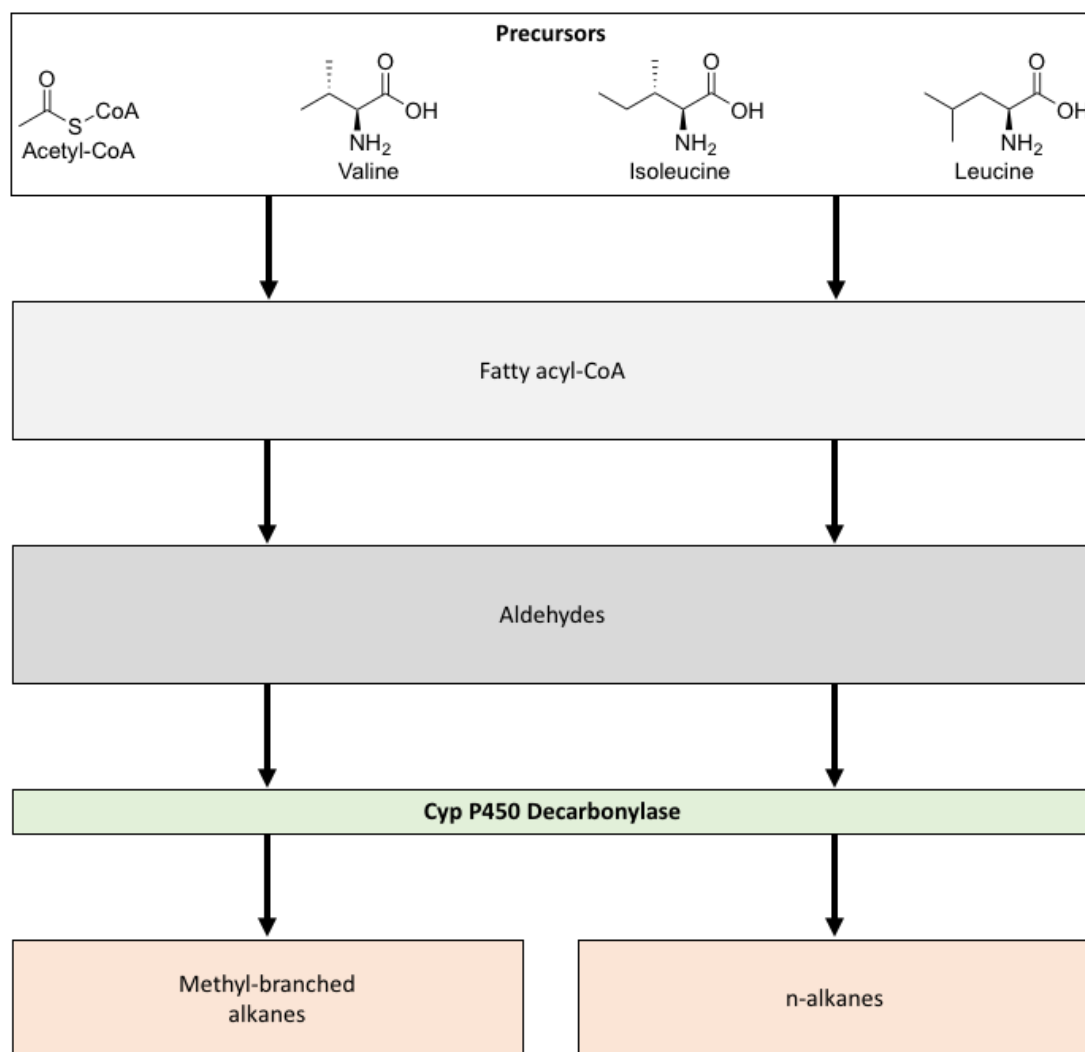 Precursors
O
S
CoA
Acetyl-CoA
O
OH
NH2
Valine
O
OH
NH2
Isoleucine
O
OH
NH2
Leucine
Fatty acyl-CoA
Aldehydes
Cyp P450 Decarbonylase
Methyl-branched
alkanes
n-alkanes